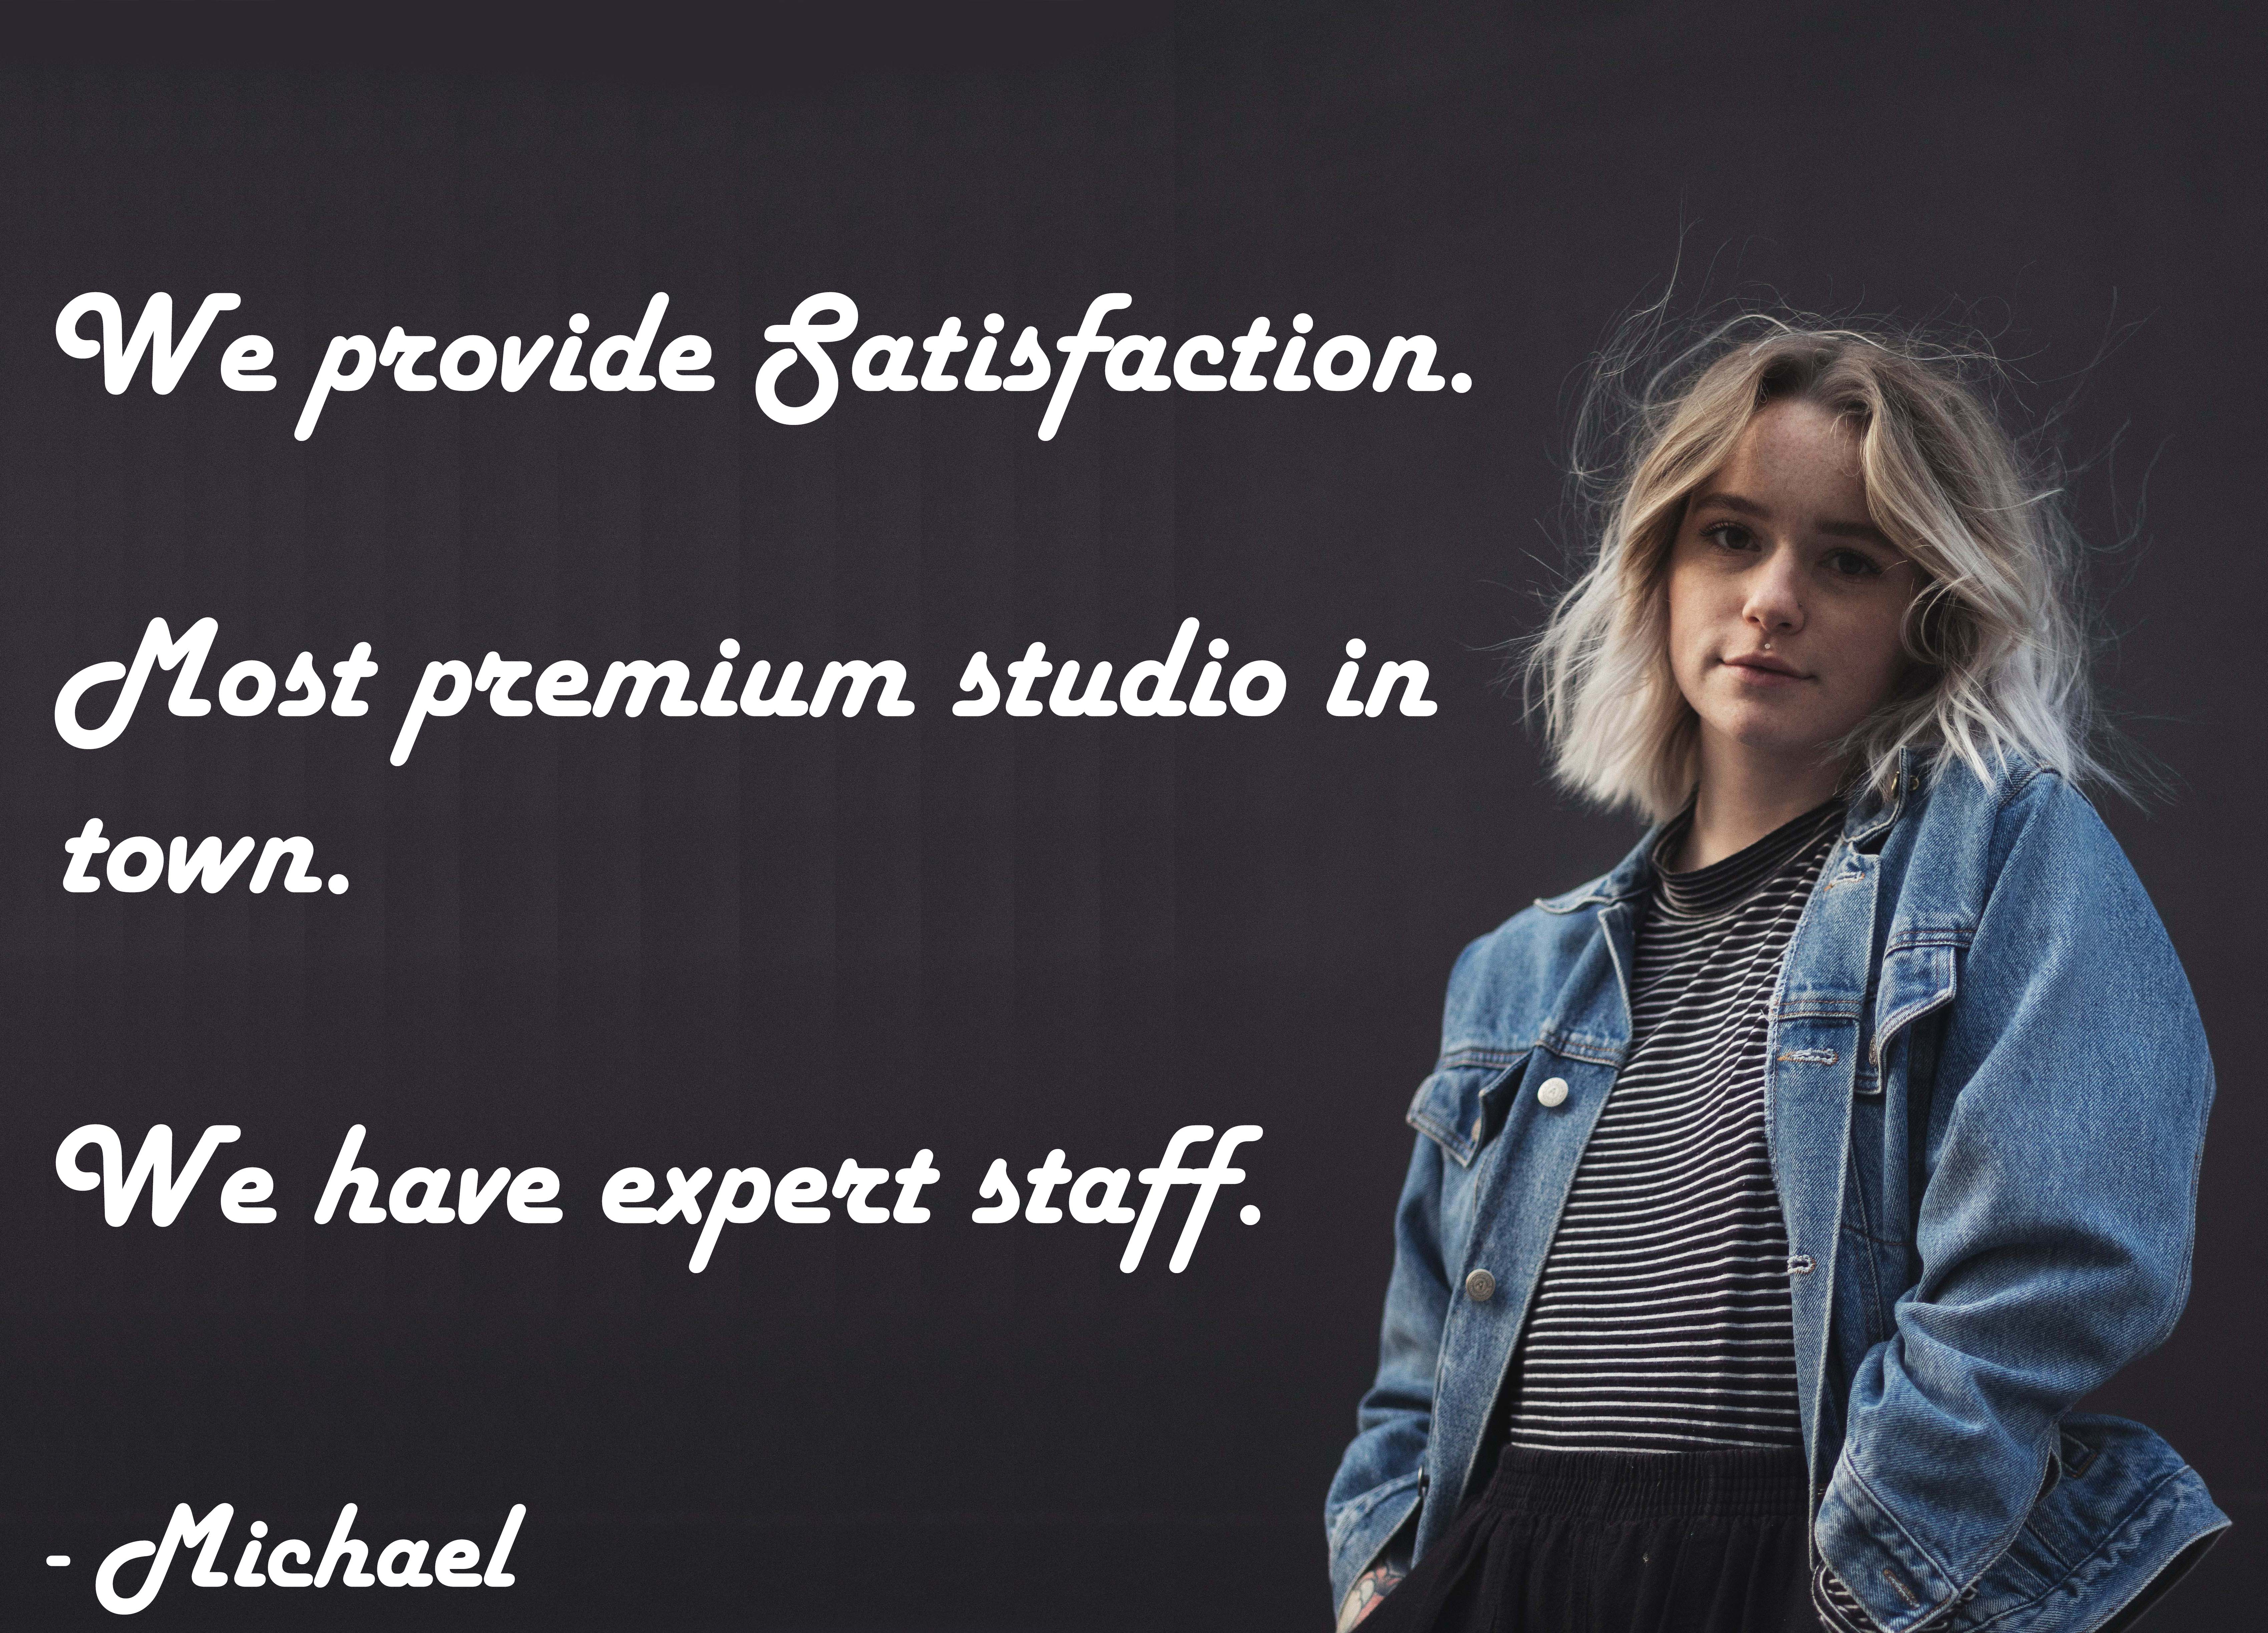 We provide Satisfaction.
Most premium studio in
town.
We have expert staff.
- Michael